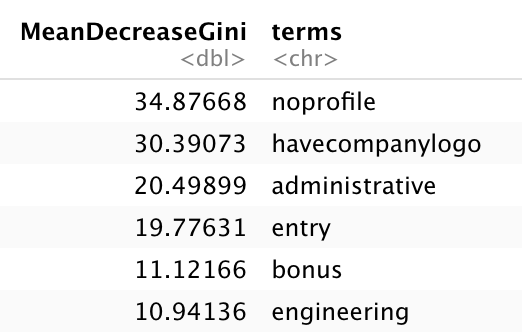 MeanDecreaseGini terms
<dbl> <chr>
34.87668 noprofile
30.39073 havecompanylogo
20.49899 administrative
19.77631 entry
11.12166 bonus
10.94136 engineering